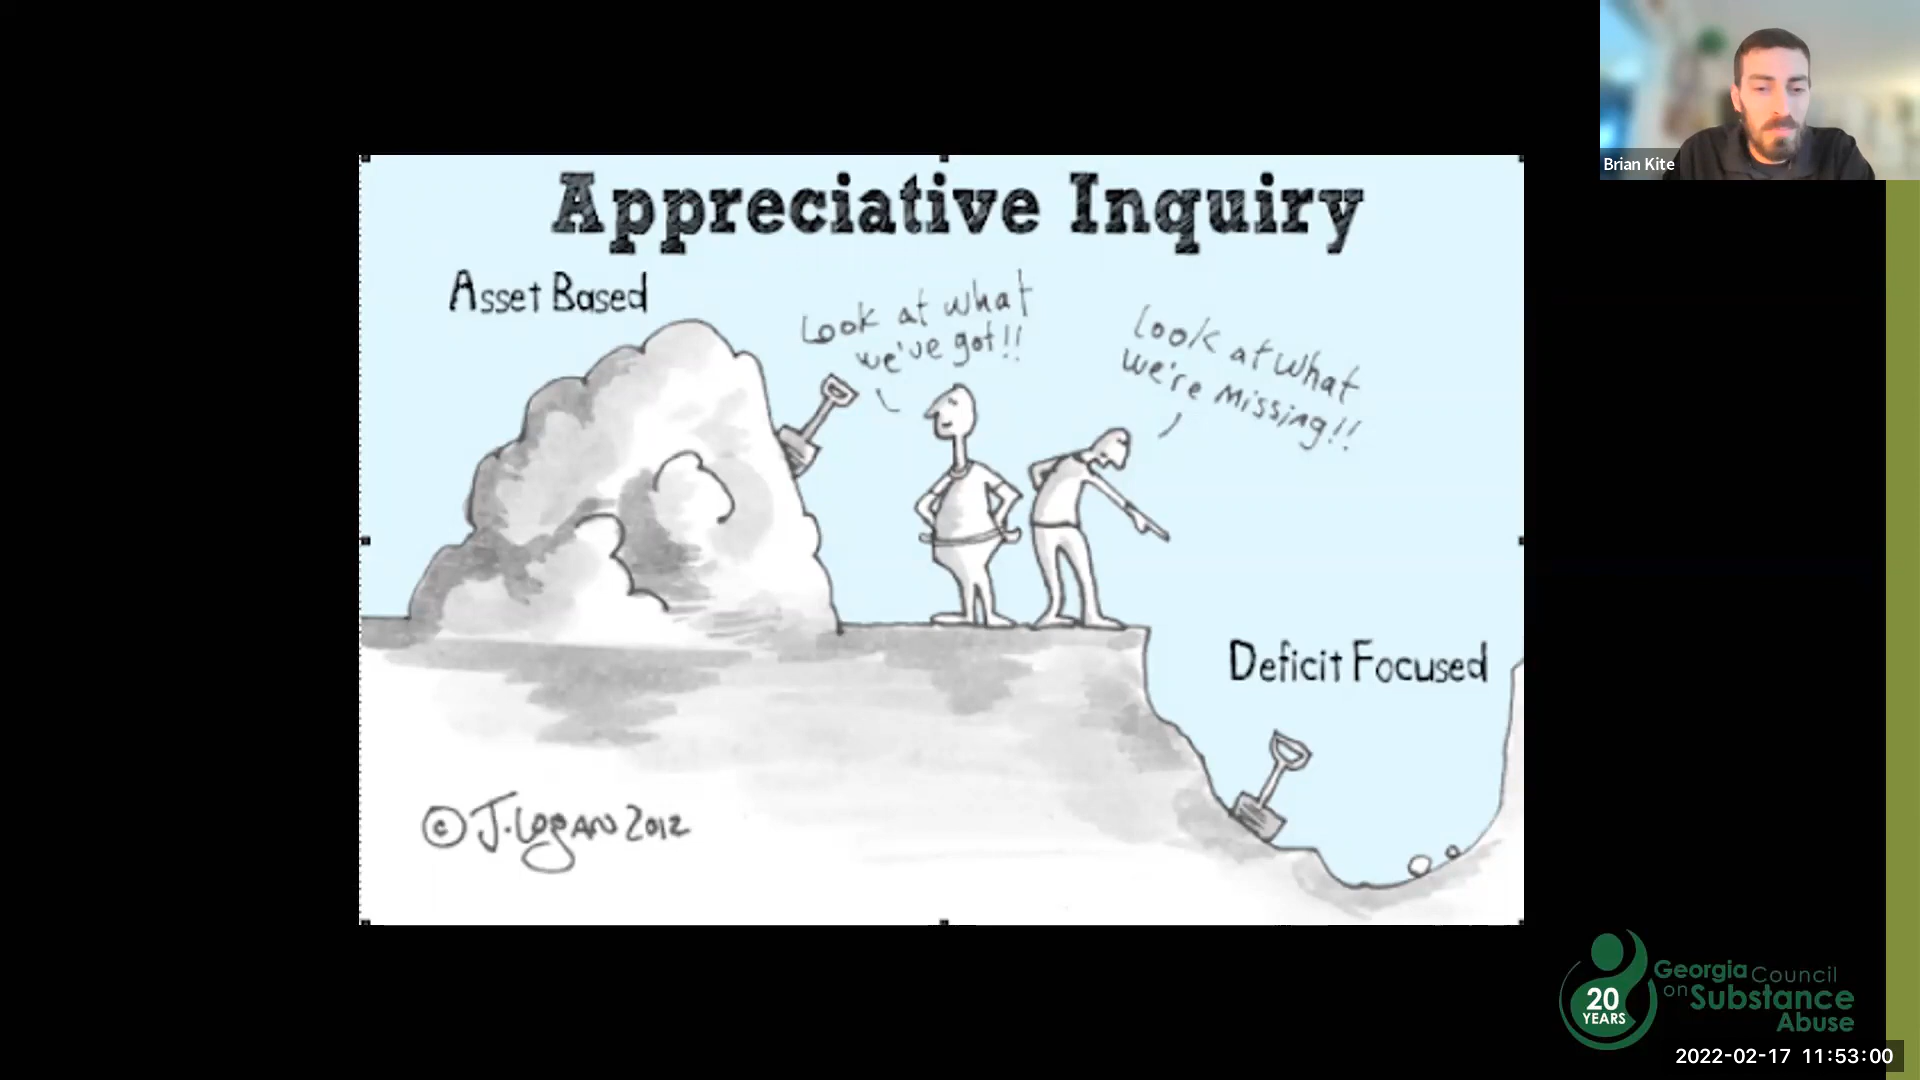 Brian Kite
Appreciative Inquiry
Asset Based
Look at what
we've got!!
Look at what
we're missing!!
Deficit Focused
© J. Logan 2012
20
YEARS
Georgia Council
on Substance
Abuse
2022-02-17 11:53:00